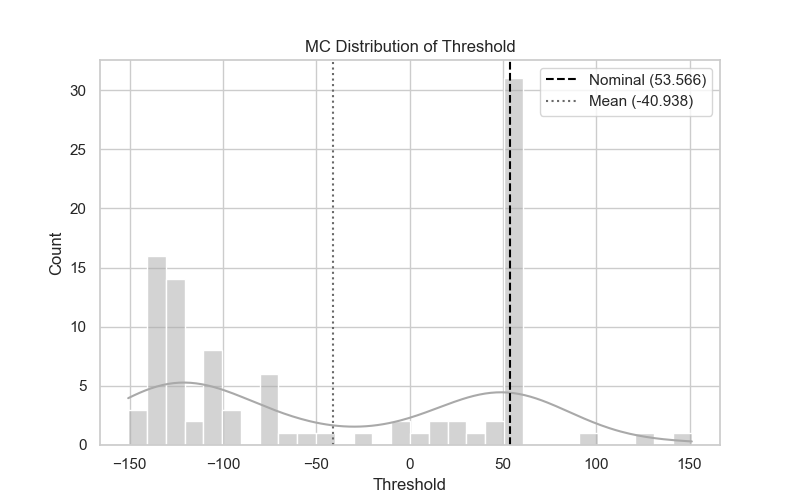 MC Distribution of Threshold
Nominal (53.566)
Mean (-40.938)
30
25
20
15
10
5
0
Count
−150
−100
−50
0
50
100
150
Threshold